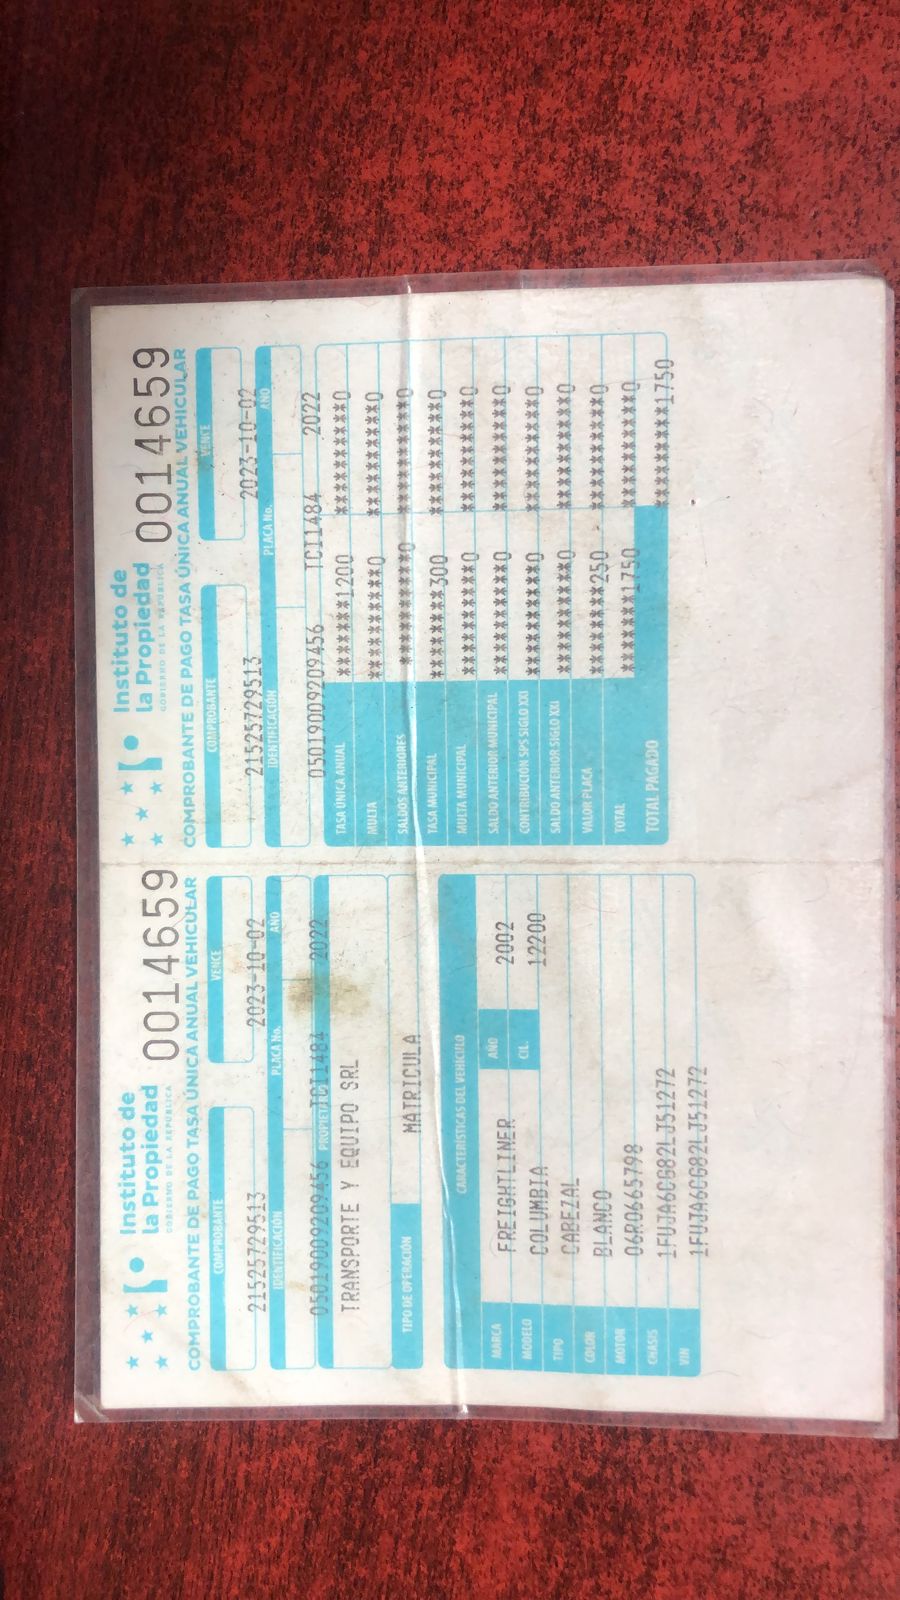 Instituto de
la Propiedad
GOBIERNO DE LA REPÚBLICA
0014659
COMPROBANTE DE PAGO TASA ÚNICA ANUAL VEHICULAR
COMPROBANTE VENCE
21525729513 2023-10-02
IDENTIFICACIÓN PLACA No. AÑO
05019009209456 TCI1484 2022
PROPIETARIO
TRANSPORTE Y EQUIPO SRL
TIPO DE OPERACIÓN MATRICULA
CARACTERÍSTICAS DEL VEHÍCULO
MARCA FREIGHTLINER AÑO 2002
MODELO COLUMBIA CIL. 12200
TIPO CABEZAL
COLOR BLANCO
MOTOR 06R0665798
CHASIS 1FUJA6CG82LJ51272
VIN 1FUJA6CG82LJ51272
Instituto de
la Propiedad
GOBIERNO DE LA REPÚBLICA
0014659
COMPROBANTE DE PAGO TASA ÚNICA ANUAL VEHICULAR
COMPROBANTE VENCE
21525729513 2023-10-02
IDENTIFICACIÓN PLACA No. AÑO
05019009209456 TCI1484 2022
TASA ÚNICA ANUAL *******1200 **********0
MULTA **********0 **********0
SALDOS ANTERIORES **********0 **********0
TASA MUNICIPAL ********300 **********0
MULTA MUNICIPAL **********0 **********0
SALDO ANTERIOR MUNICIPAL **********0 **********0
CONTRIBUCIÓN SPS SIGLO XXI **********0 **********0
SALDO ANTERIOR SIGLO XXI **********0 **********0
VALOR PLACA ********250 **********0
TOTAL *******1750 **********0
TOTAL PAGADO *********1750